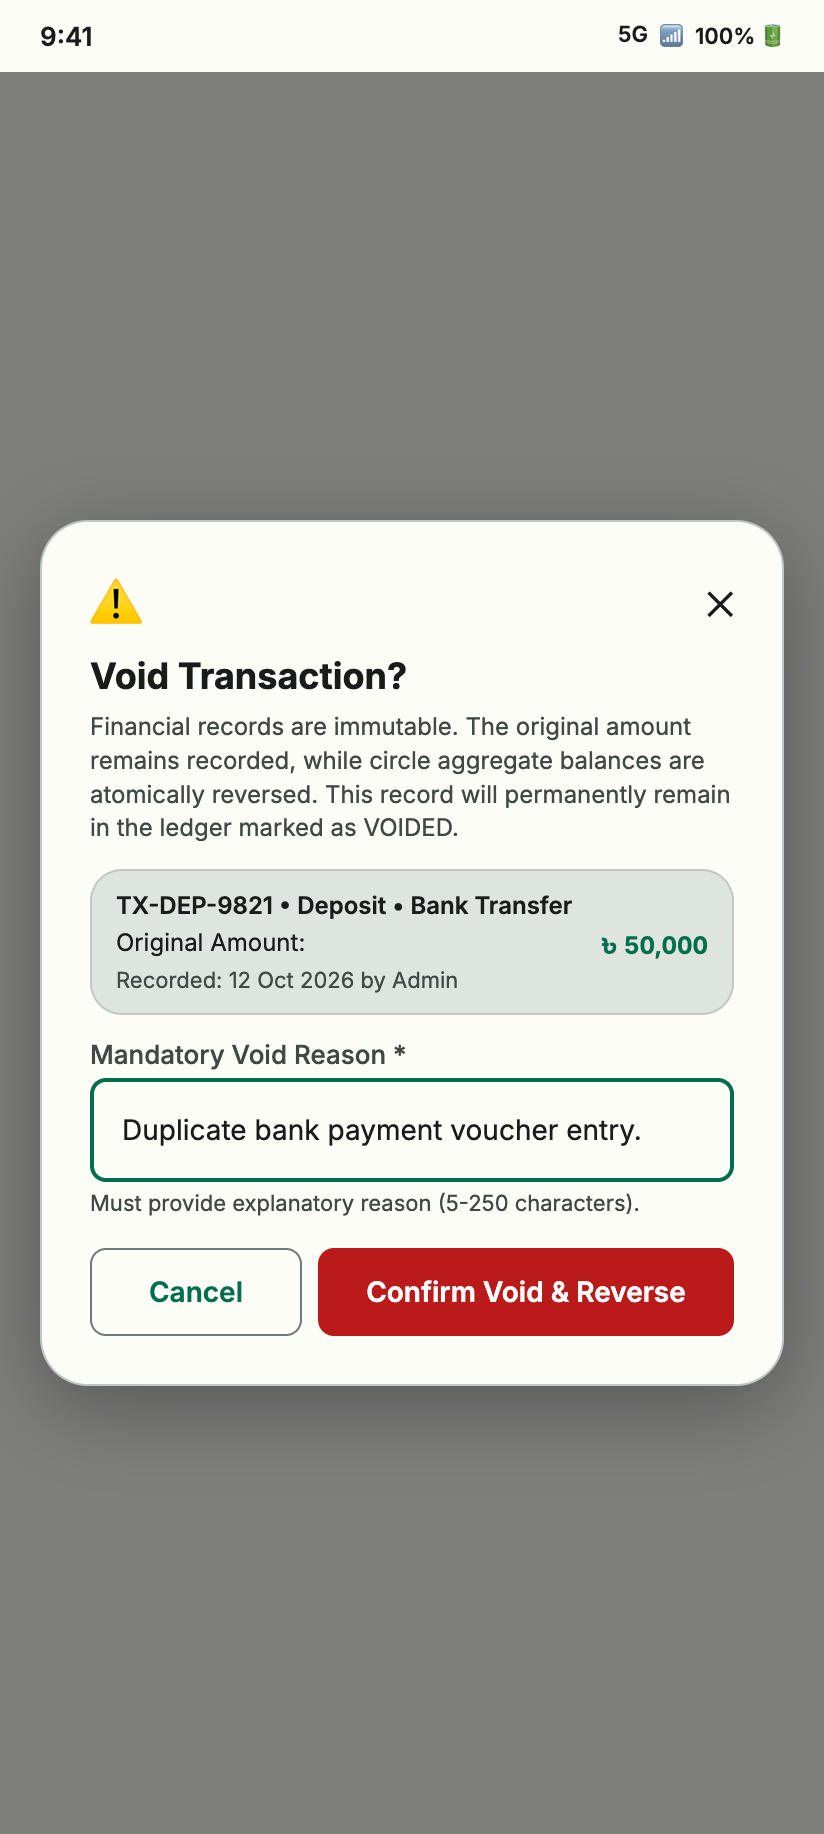 9:41
5G 100%
Void Transaction?
Financial records are immutable. The original amount
remains recorded, while circle aggregate balances are
atomically reversed. This record will permanently remain
in the ledger marked as VOIDED.
TX-DEP-9821 • Deposit • Bank Transfer
Original Amount: ৳ 50,000
Recorded: 12 Oct 2026 by Admin
Mandatory Void Reason *
Duplicate bank payment voucher entry.
Must provide explanatory reason (5-250 characters).
Cancel
Confirm Void & Reverse